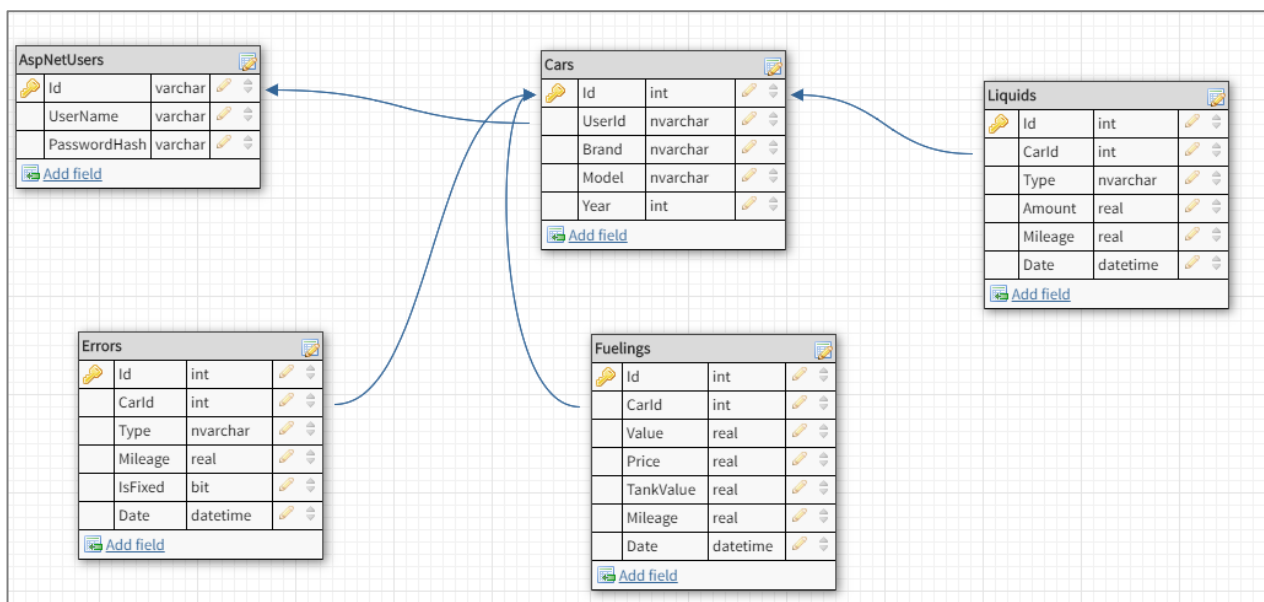 AspNetUsers
Id varchar
UserName varchar
PasswordHash varchar
Add field
Cars
Id int
UserId nvarchar
Brand nvarchar
Model nvarchar
Year int
Add field
Liquids
Id int
CarId int
Type nvarchar
Amount real
Mileage real
Date datetime
Add field
Errors
Id int
CarId int
Type nvarchar
Mileage real
IsFixed bit
Date datetime
Add field
Fuelings
Id int
CarId int
Value real
Price real
TankValue real
Mileage real
Date datetime
Add field